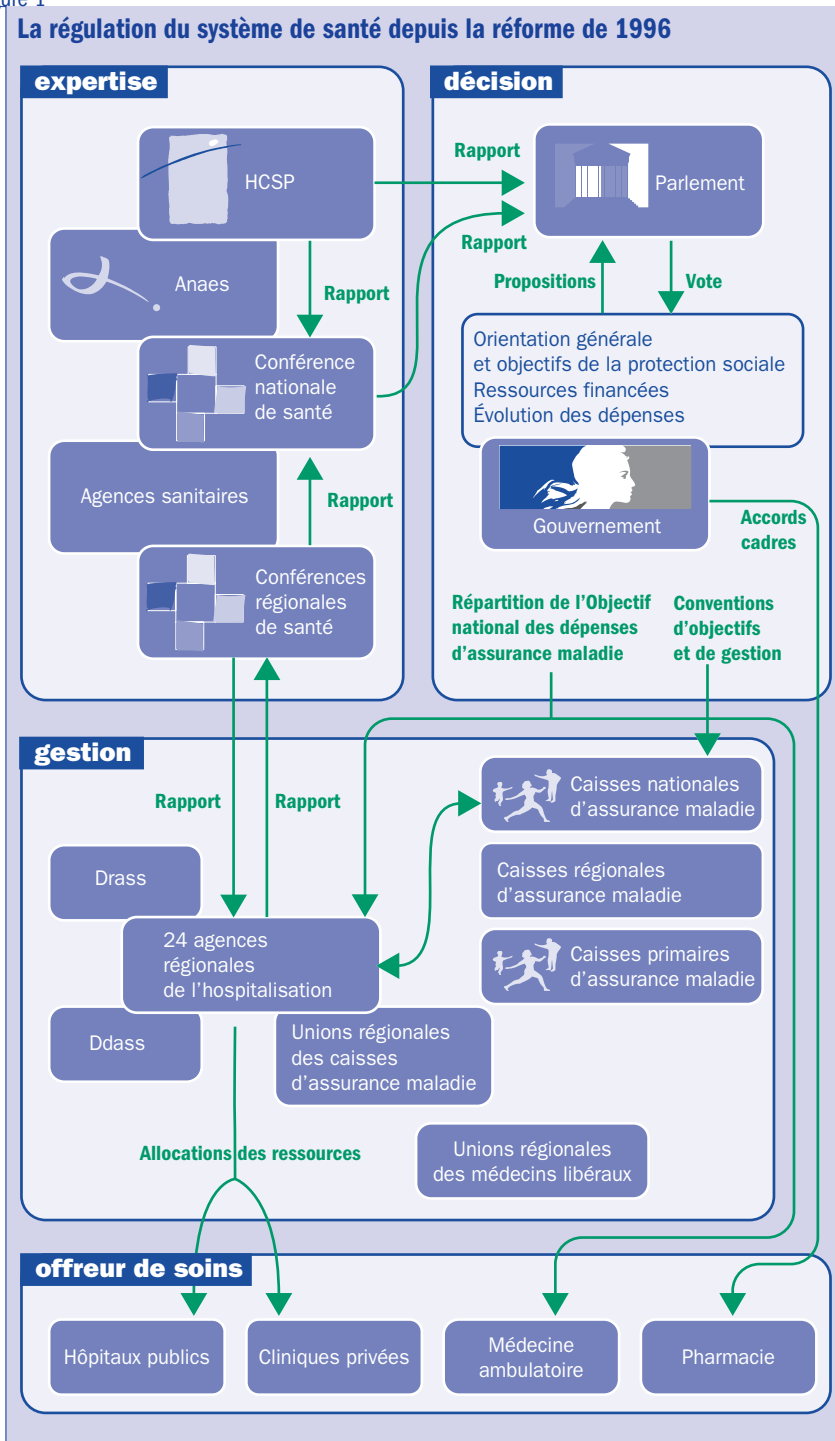 La régulation du système de santé depuis la réforme de 1996
expertise
HCSP
Anaes
Rapport
Conférence
nationale
de santé
Agences sanitaires
Rapport
Conférences
régionales
de santé
décision
Rapport
Parlement
Rapport
Propositions
Vote
Orientation générale
et objectifs de la protection sociale
Ressources financées
Évolution des dépenses
Gouvernement
Accords
cadres
Répartition de l'Objectif
national des dépenses
d'assurance maladie
Conventions
d'objectifs
et de gestion
gestion
Rapport
Rapport
Caisses nationales
d'assurance maladie
Caisses régionales
d'assurance maladie
Caisses primaires
d'assurance maladie
Drass
24 agences
régionales
de l'hospitalisation
Ddass
Unions régionales
des caisses
d'assurance maladie
Allocations des ressources
Unions régionales
des médecins libéraux
offreur de soins
Hôpitaux publics
Cliniques privées
Médecine
ambulatoire
Pharmacie